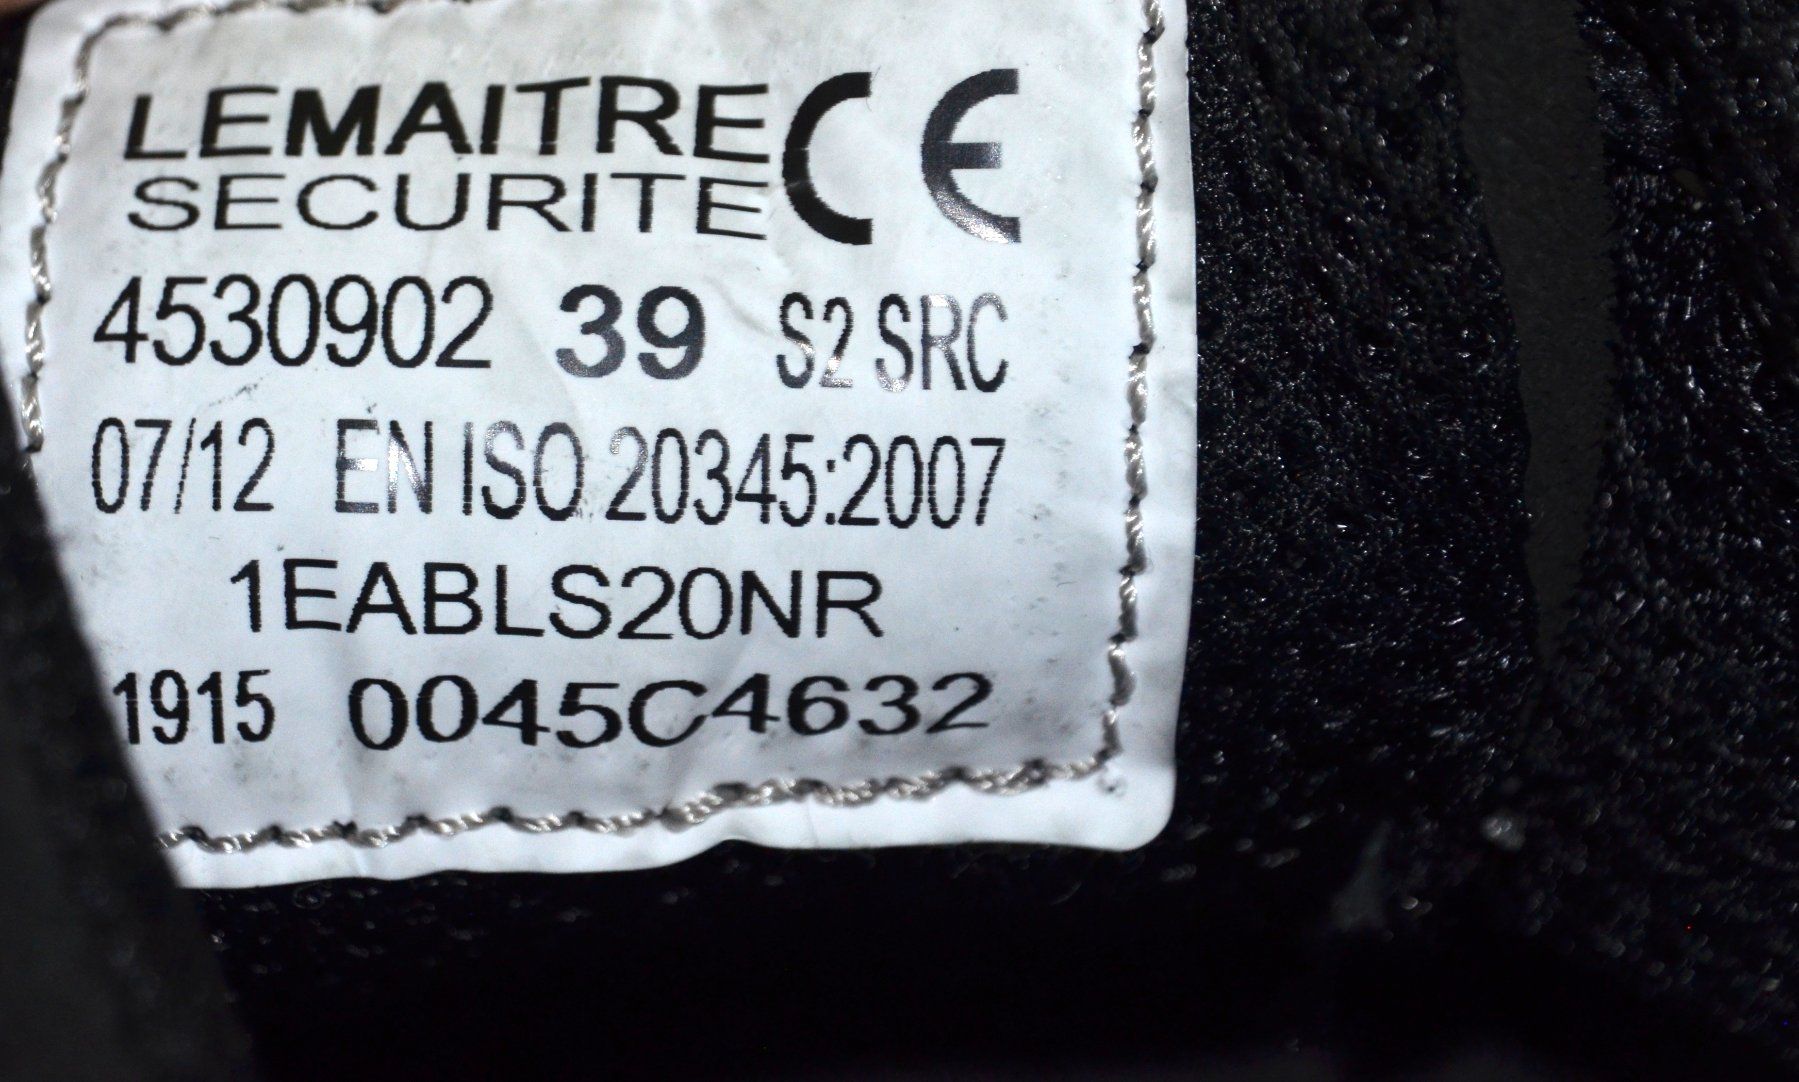 LEMAITRE CE
SECURITE
4530902 39 S2 SRC
07/12 EN ISO 20345:2007
1EABLS20NR
1915 0045C4632